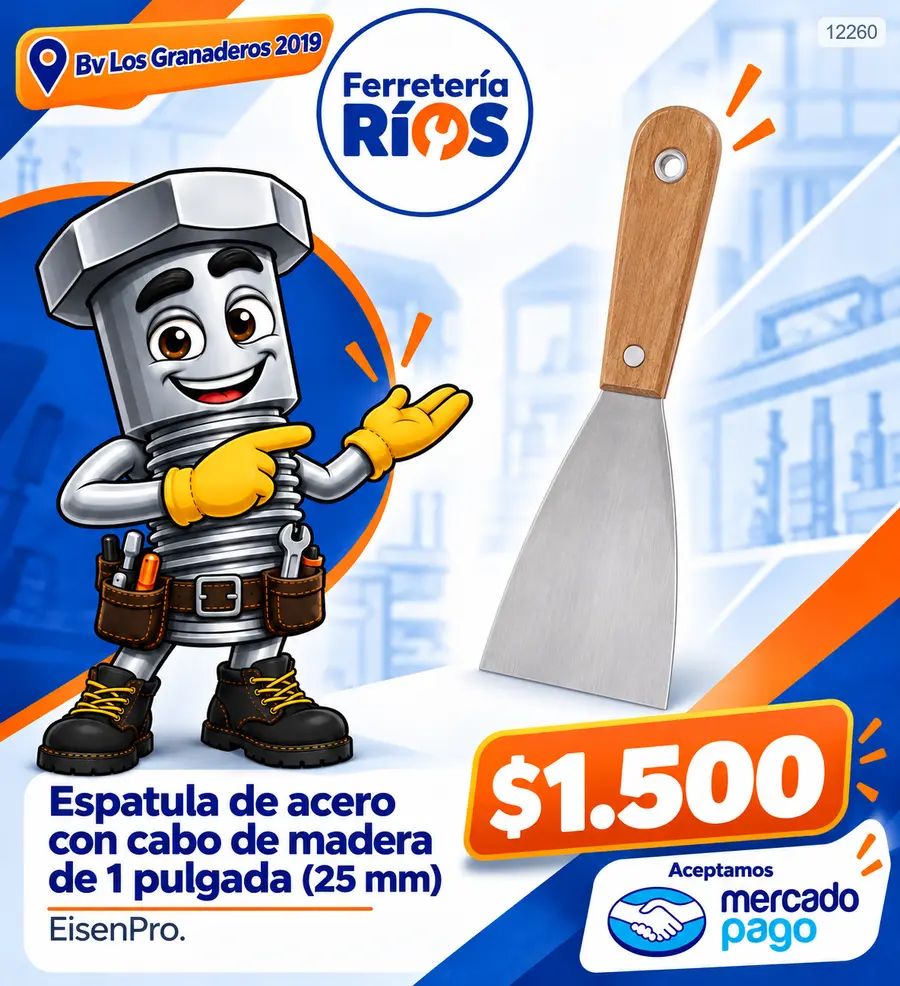 Bv Los Granaderos 2019
Ferretería
RÍOS
12260
$1.500
Espatula de acero
con cabo de madera
de 1 pulgada (25 mm)
EisenPro.
Aceptamos
mercado
pago